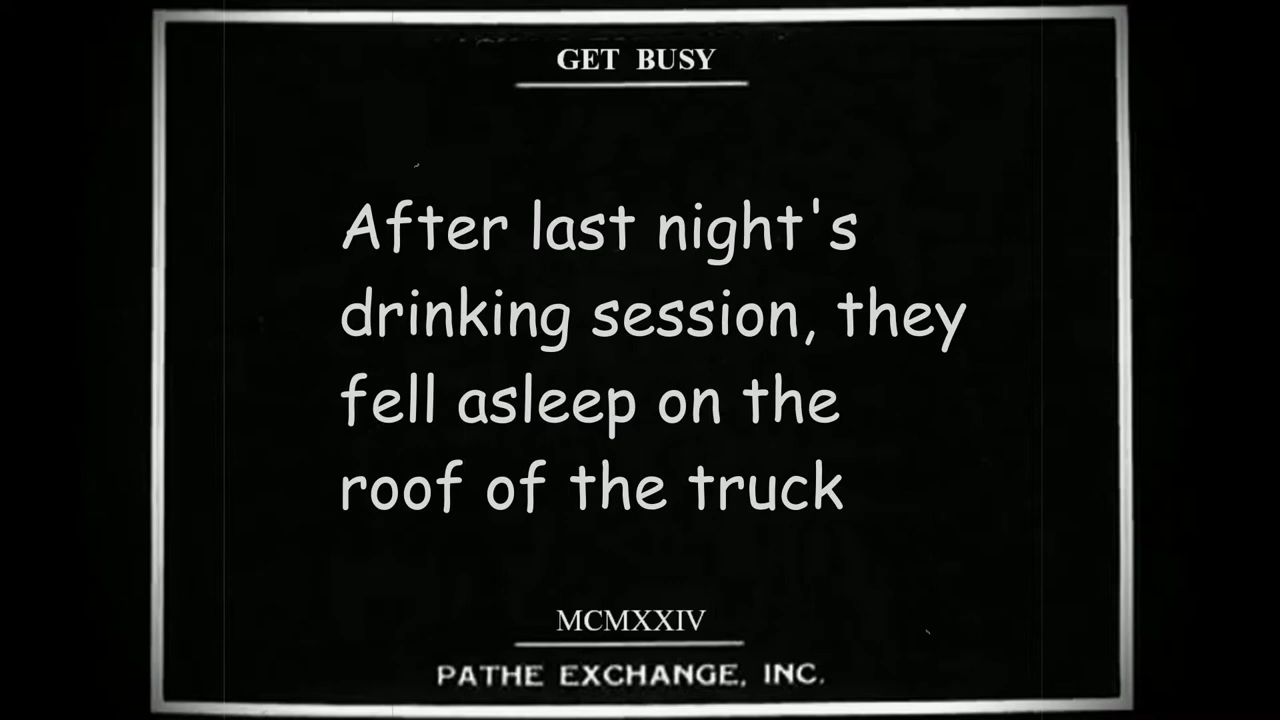 GET BUSY
After last night's
drinking session, they
fell asleep on the
roof of the truck
MCMXXIV
PATHE EXCHANGE, INC.